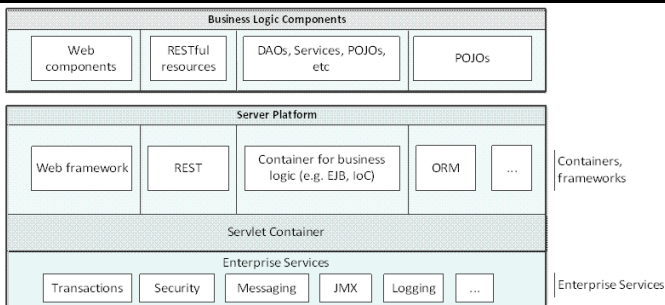 Business Logic Components
Web
components
RESTful
resources
DAOs, Services, POJOs,
etc
POJOs
Server Platform
Web framework
REST
Container for business
logic (e.g. EJB, IoC)
ORM
...
Containers,
frameworks
Servlet Container
Enterprise Services
Transactions
Security
Messaging
JMX
Logging
...
Enterprise Services